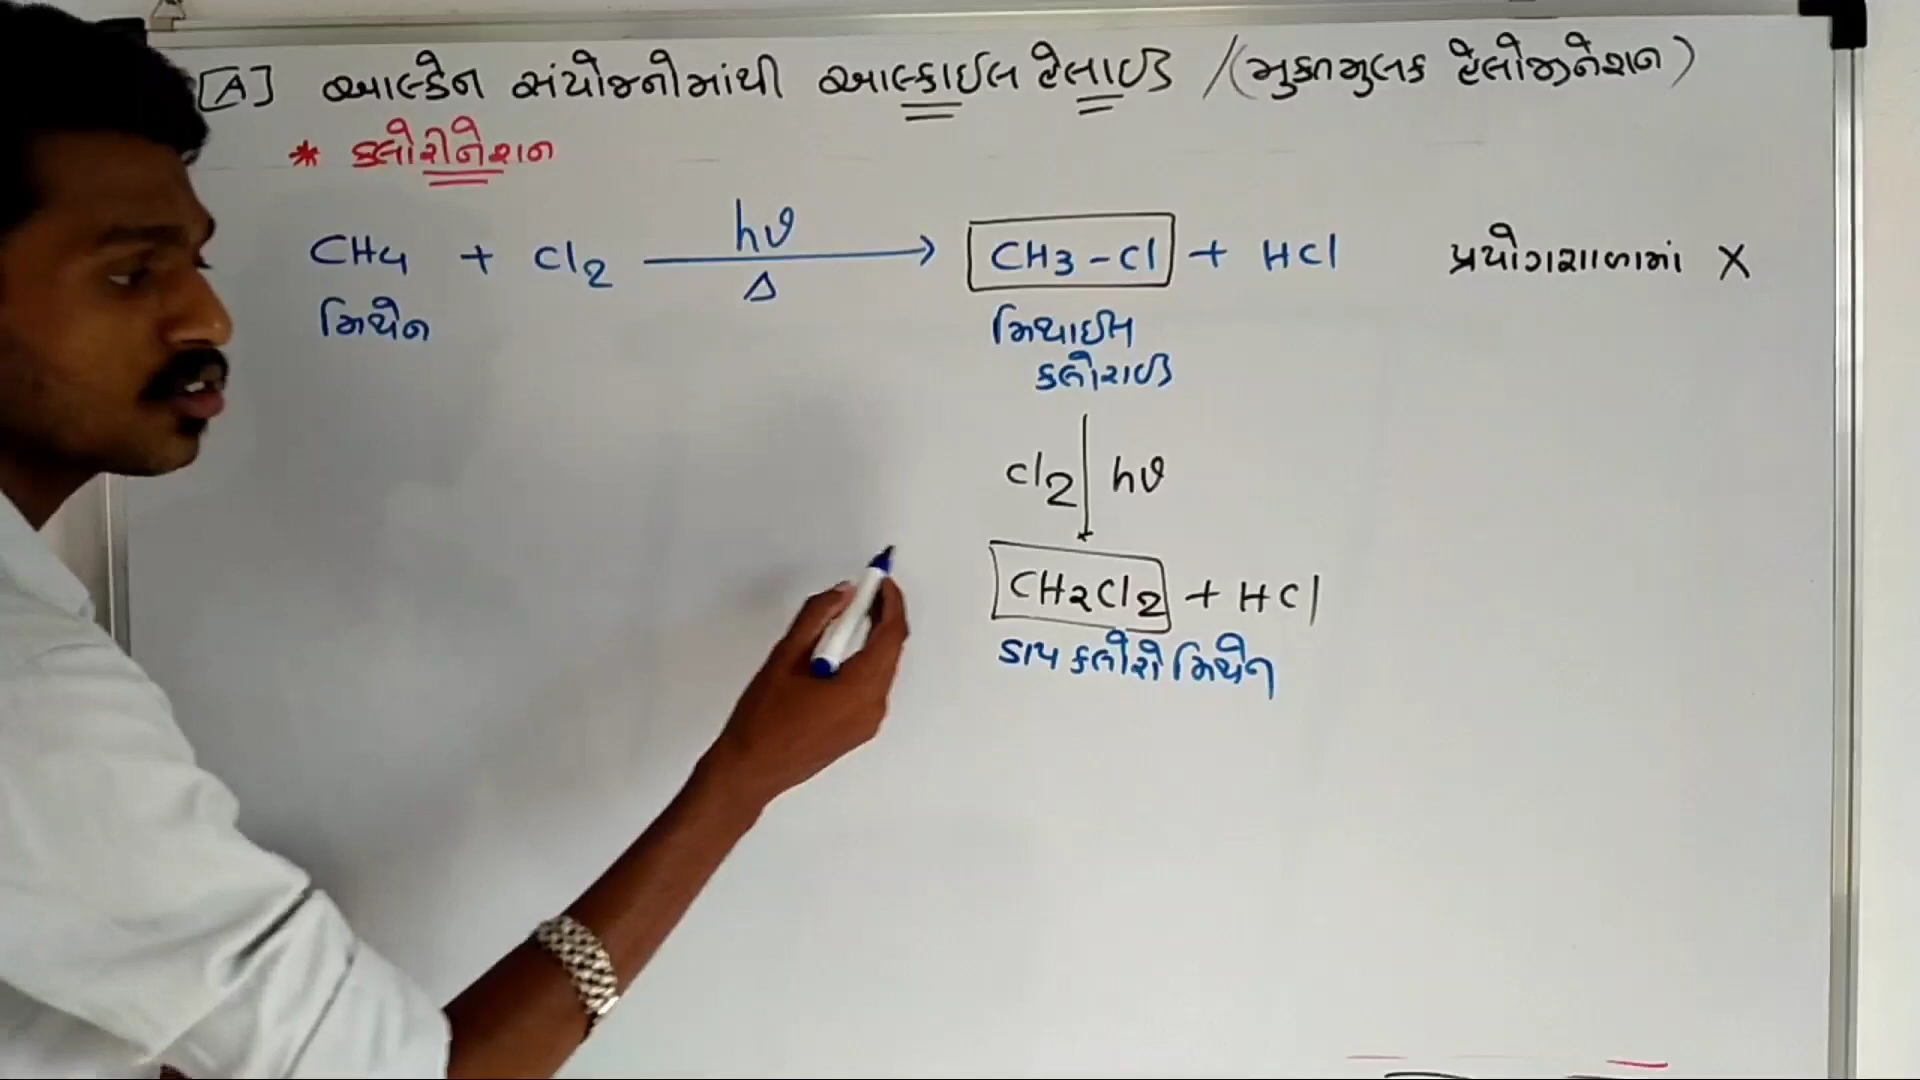 [A] આલ્કેન સંયોજનોમાંથી આલ્કાઈલ હેલાઈડ /(મુક્તમુલક હેલોજીનેશન)
* ક્લોરીનેશન
hν
CH4 + Cl2 ⟶ CH3-Cl + HCl પ્રયોગશાળામાં X
Δ
મિથેન મિથાઈલ
ક્લોરાઈડ
Cl2 hν
CH2Cl2 + HCl
ડાય ક્લોરો મિથેન